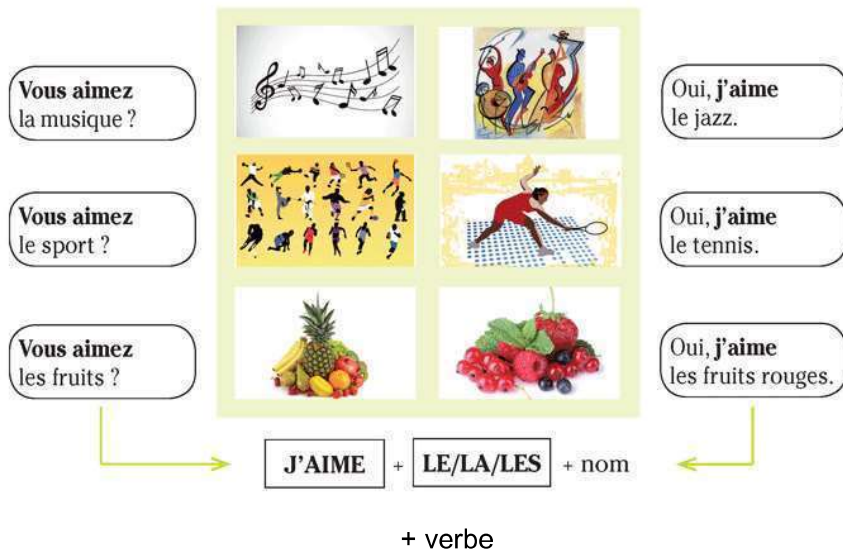 Vous aimez
la musique ?
Oui, j'aime
le jazz.
Vous aimez
le sport ?
Oui, j'aime
le tennis.
Vous aimez
les fruits ?
Oui, j'aime
les fruits rouges.
J'AIME + LE/LA/LES + nom
+ verbe